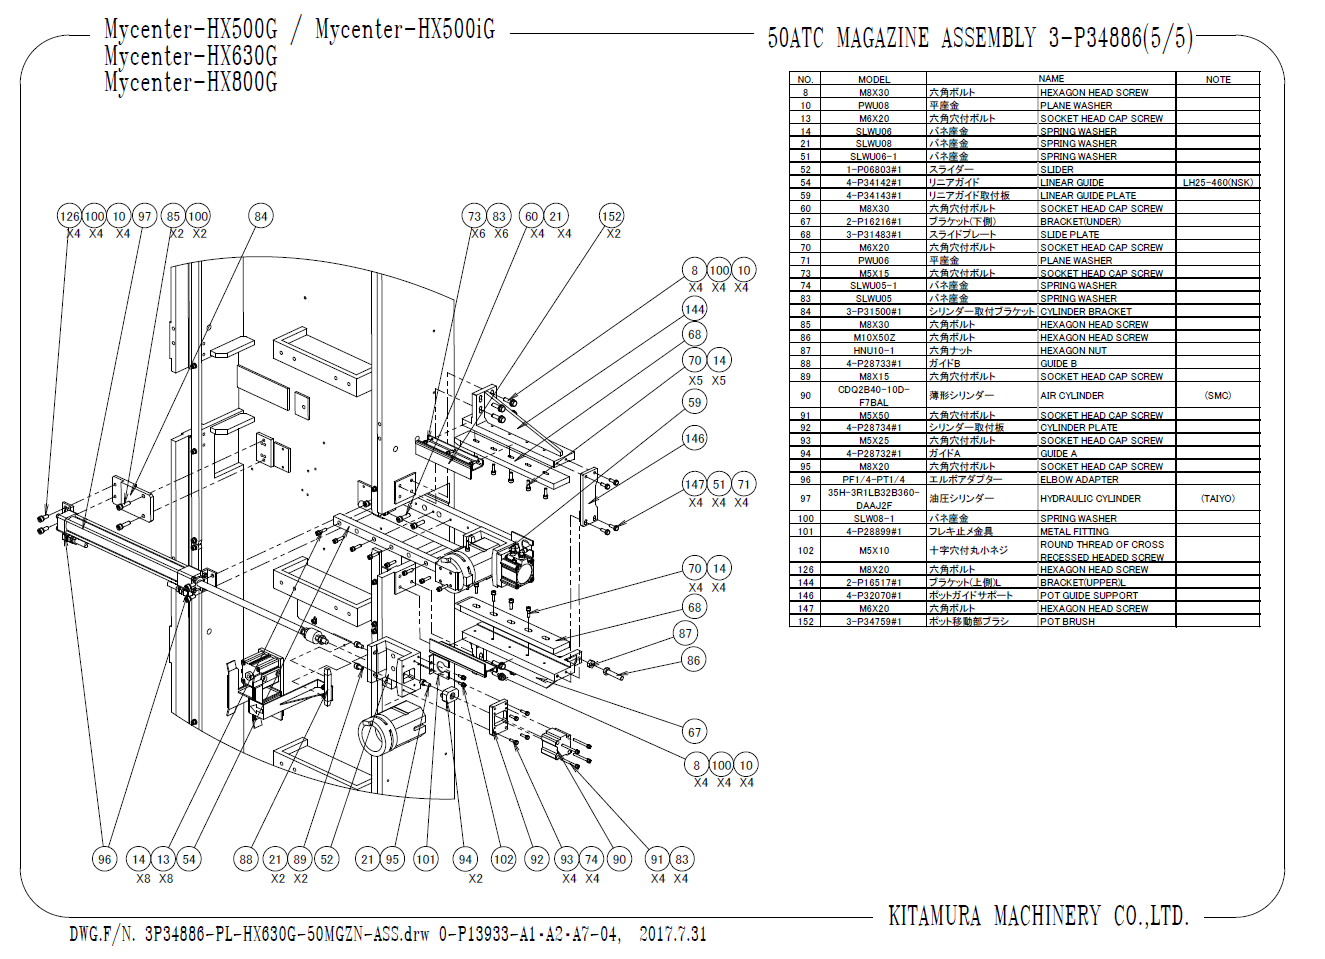 Mycenter-HX500G / Mycenter-HX500iG
Mycenter-HX630G
Mycenter-HX800G
50ATC MAGAZINE ASSEMBLY 3-P34886(5/5)
NO. MODEL NAME NOTE
8 M8X30 六角ボルト HEXAGON HEAD SCREW
10 PWU08 平座金 PLANE WASHER
13 M6X20 六角穴付ボルト SOCKET HEAD CAP SCREW
14 SLWU06 バネ座金 SPRING WASHER
21 SLWU08 バネ座金 SPRING WASHER
51 SLWU06-1 バネ座金 SPRING WASHER
52 1-P06803#1 スライダー SLIDER
54 4-P34142#1 リニアガイド LINEAR GUIDE LH25-460(NSK)
59 4-P34143#1 リニアガイド取付板 LINEAR GUIDE PLATE
60 M8X30 六角穴付ボルト SOCKET HEAD CAP SCREW
67 2-P16216#1 ブラケット(下側) BRACKET(UNDER)
68 3-P31483#1 スライドプレート SLIDE PLATE
70 M6X20 六角穴付ボルト SOCKET HEAD CAP SCREW
71 PWU06 平座金 PLANE WASHER
73 M5X15 六角穴付ボルト SOCKET HEAD CAP SCREW
74 SLWU05-1 バネ座金 SPRING WASHER
83 SLWU05 バネ座金 SPRING WASHER
84 3-P31500#1 シリンダー取付ブラケット CYLINDER BRACKET
85 M8X30 六角ボルト HEXAGON HEAD SCREW
86 M10X50Z 六角ボルト HEXAGON HEAD SCREW
87 HNU10-1 六角ナット HEXAGON NUT
88 4-P28733#1 ガイドB GUIDE B
89 M8X15 六角穴付ボルト SOCKET HEAD CAP SCREW
90 CDQ2B40-10D-F7BAL 薄形シリンダー AIR CYLINDER (SMC)
91 M5X50 六角穴付ボルト SOCKET HEAD CAP SCREW
92 4-P28734#1 シリンダー取付板 CYLINDER PLATE
93 M5X25 六角穴付ボルト SOCKET HEAD CAP SCREW
94 4-P28732#1 ガイドA GUIDE A
95 M8X20 六角穴付ボルト SOCKET HEAD CAP SCREW
96 PF1/4-PT1/4 エルボアダプター ELBOW ADAPTER
97 35H-3R1LB32B360-DAAJ2F 油圧シリンダー HYDRAULIC CYLINDER (TAIYO)
100 SLW08-1 バネ座金 SPRING WASHER
101 4-P28899#1 フレキ止メ金具 METAL FITTING
102 M5X10 十字穴付丸小ネジ ROUND THREAD OF CROSS RECESSED HEADED SCREW
126 M8X20 六角ボルト HEXAGON HEAD SCREW
144 2-P16517#1 ブラケット(上側)L BRACKET(UPPER)L
146 4-P32070#1 ポットガイドサポート POT GUIDE SUPPORT
147 M6X20 六角ボルト HEXAGON HEAD SCREW
152 3-P34759#1 ポット移動部ブラシ POT BRUSH
126 100 10 97 85 100 84 73 83 60 21 152
X4 X4 X4 X2 X2 X6 X6 X4 X4 X2
8 100 10
X4 X4 X4
144
68
70 14
X5 X5
59
146
147 51 71
X4 X4 X4
70 14
X4 X4
68
87
86
67
8 100 10
X4 X4 X4
96 14 13 54 88 21 89 52 21 95 101 94 102 92 93 74 90 91 83
X8 X8 X2 X2 X2 X4 X4 X4 X4
KITAMURA MACHINERY CO.,LTD.
DWG.F/N. 3P34886-PL-HX630G-50MGZN-ASS.drw 0-P13933-A1・A2・A7-04, 2017.7.31